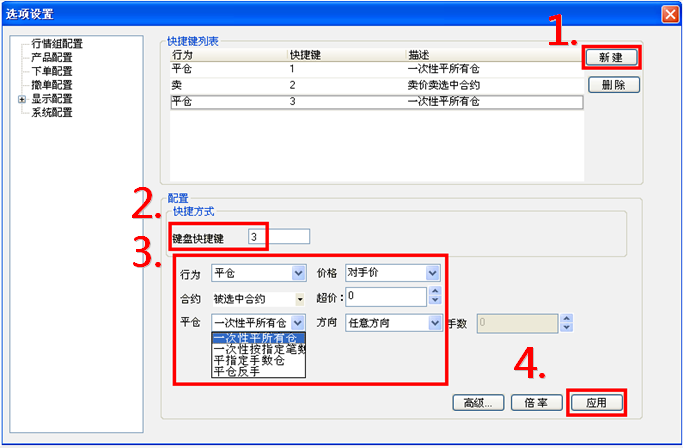 选项设置
行情组配置
产品配置
下单配置
撤单配置
显示配置
系统配置
快捷键列表
行为 快捷键 描述
平仓 1 一次性平所有仓
卖 2 卖价卖选中合约
平仓 3 一次性平所有仓
1.
新建
删除
配置
快捷方式
2.
键盘快捷键 3
3.
行为 平仓 价格 对手价
合约 被选中合约 超价: 0
平仓 一次性平所有仓 方向 任意方向 手数 0
一次性平所有仓
一次性按指定笔数
平指定手数仓
平仓反手
4.
高级... 倍率 应用